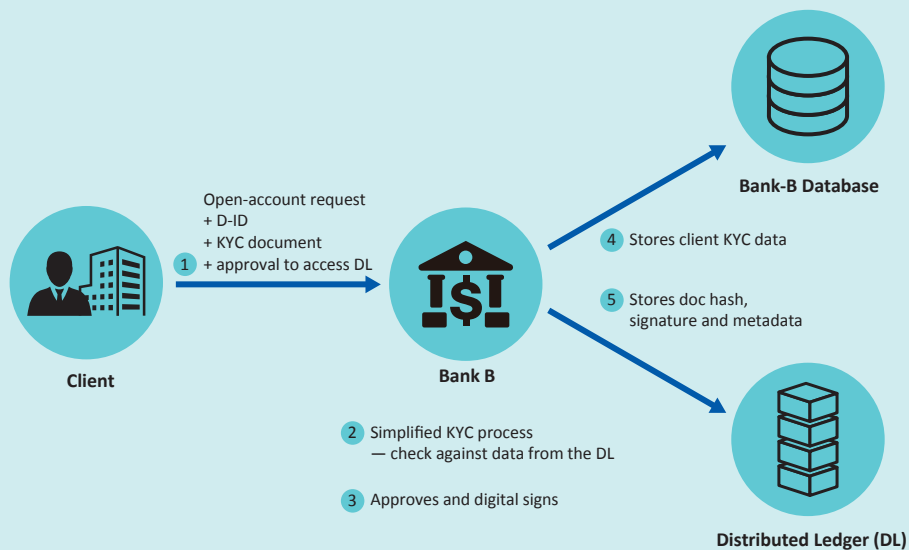 Open-account request
+ D-ID
+ KYC document
1 + approval to access DL
Client
Bank B
2 Simplified KYC process
— check against data from the DL
3 Approves and digital signs
Bank-B Database
4 Stores client KYC data
5 Stores doc hash,
signature and metadata
Distributed Ledger (DL)